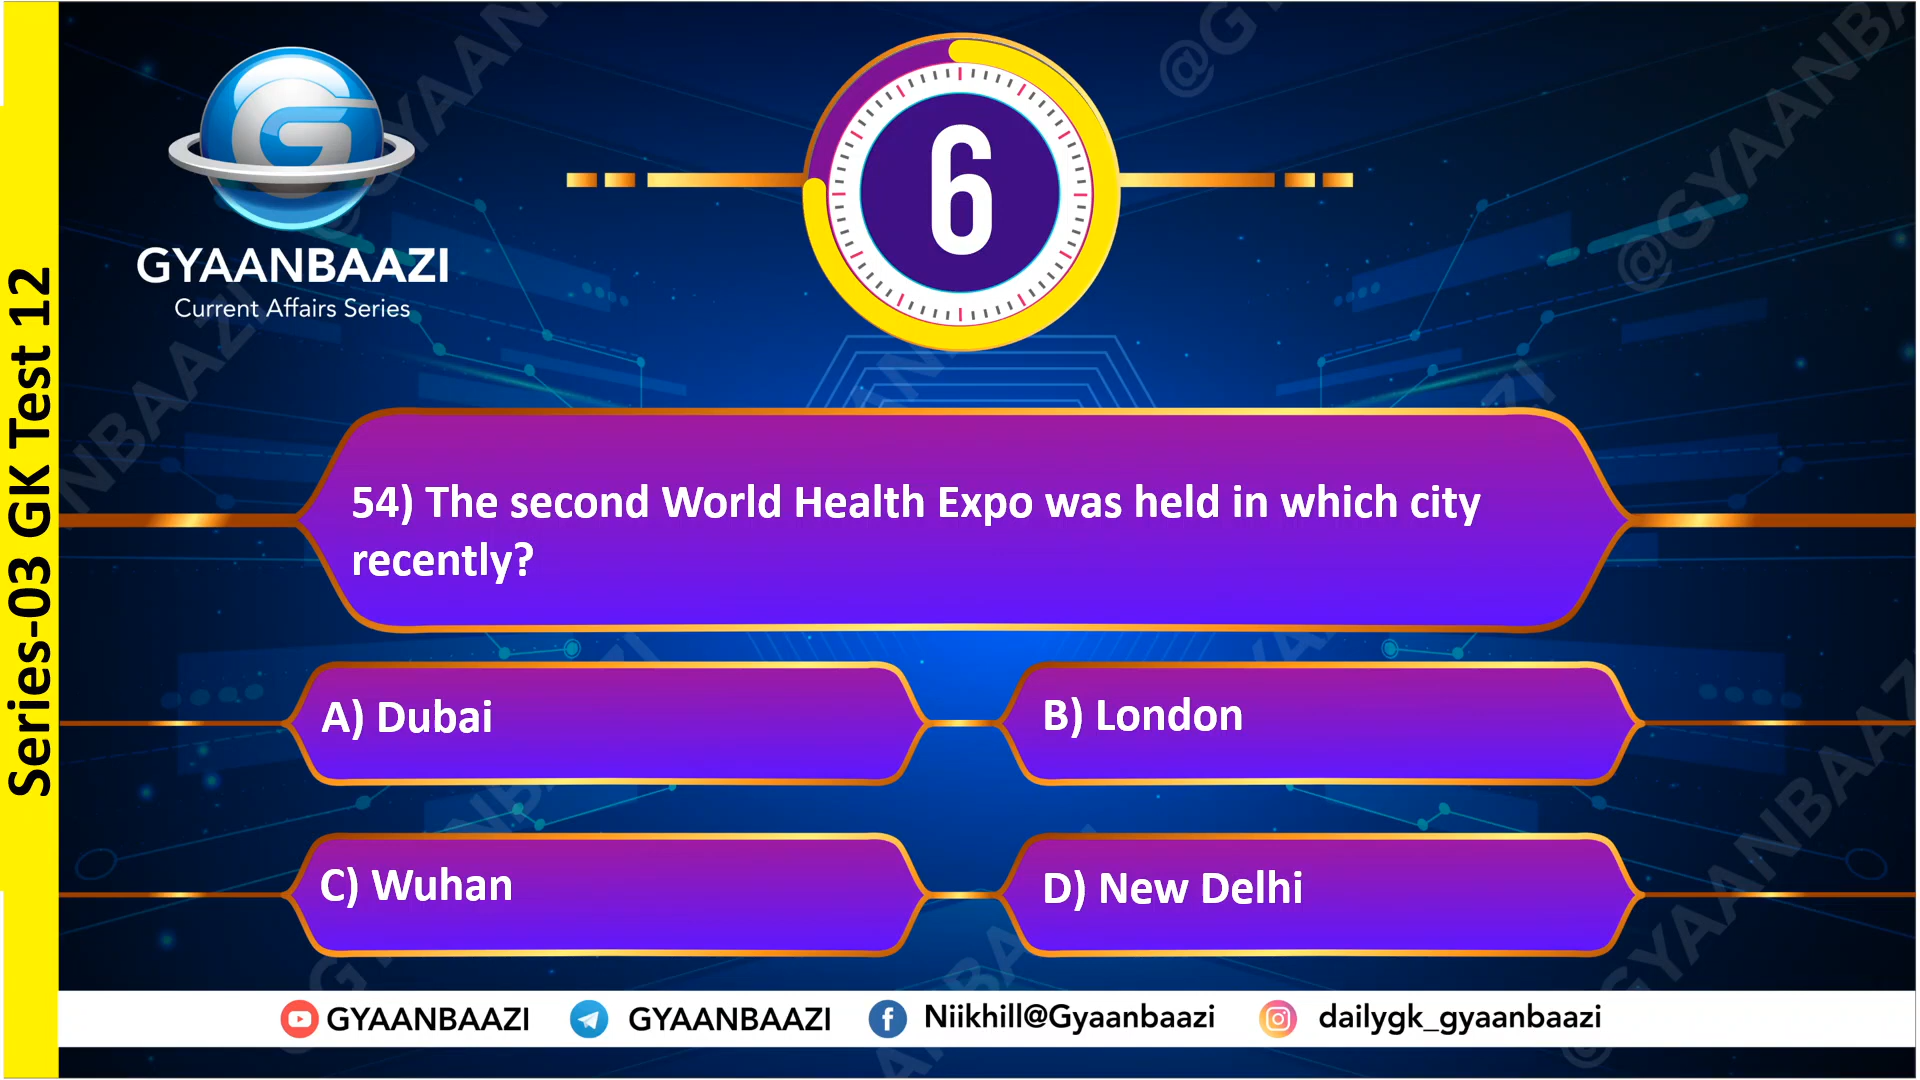 GYAANBAAZI
Current Affairs Series
6
Series-03 GK Test 12
54) The second World Health Expo was held in which city
recently?
A) Dubai
B) London
C) Wuhan
D) New Delhi
GYAANBAAZI
GYAANBAAZI
Niikhill@Gyaanbaazi
dailygk_gyaanbaazi
@GYAANBAAZI